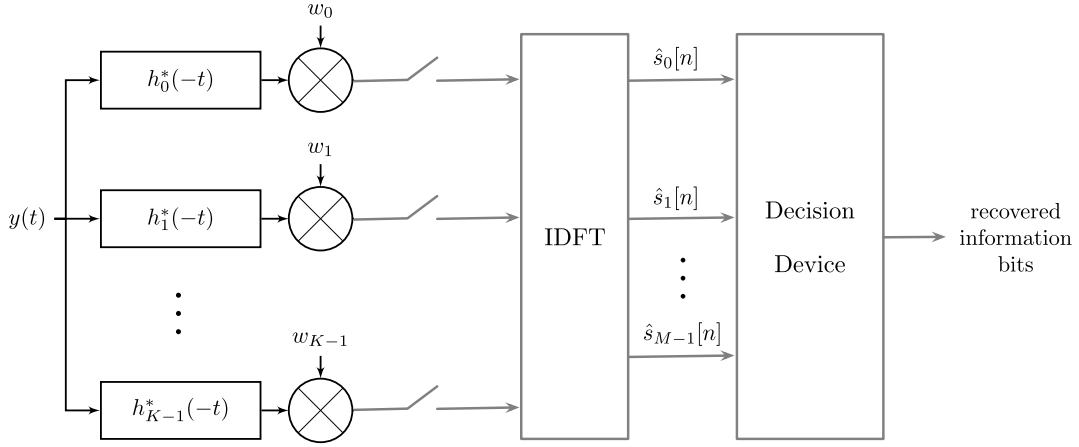 w_0
h_0^*(-t)
ŝ_0[n]
w_1
y(t)
h_1^*(-t)
ŝ_1[n]
IDFT
Decision
Device
recovered
information
bits
w_{K-1}
ŝ_{M-1}[n]
h_{K-1}^*(-t)